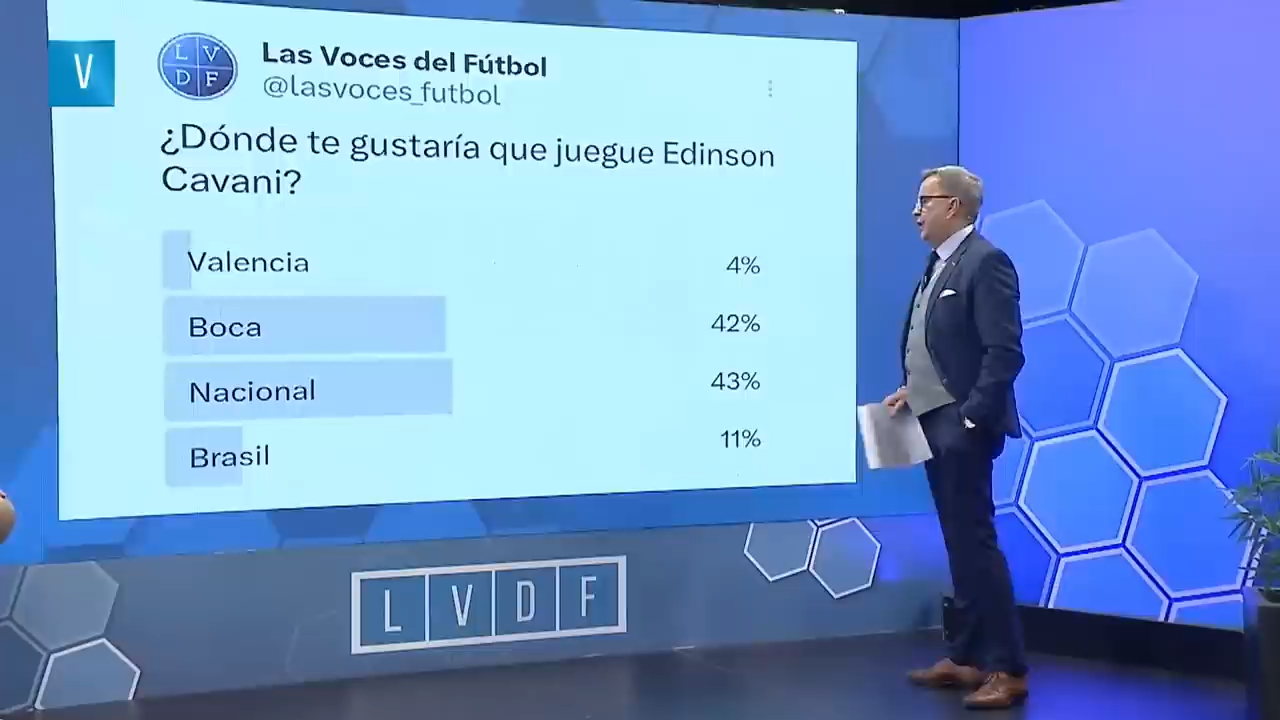 V
L V
D F
Las Voces del Fútbol
@lasvoces_futbol
¿Dónde te gustaría que juegue Edinson
Cavani?
Valencia 4%
Boca 42%
Nacional 43%
Brasil 11%
L V D F